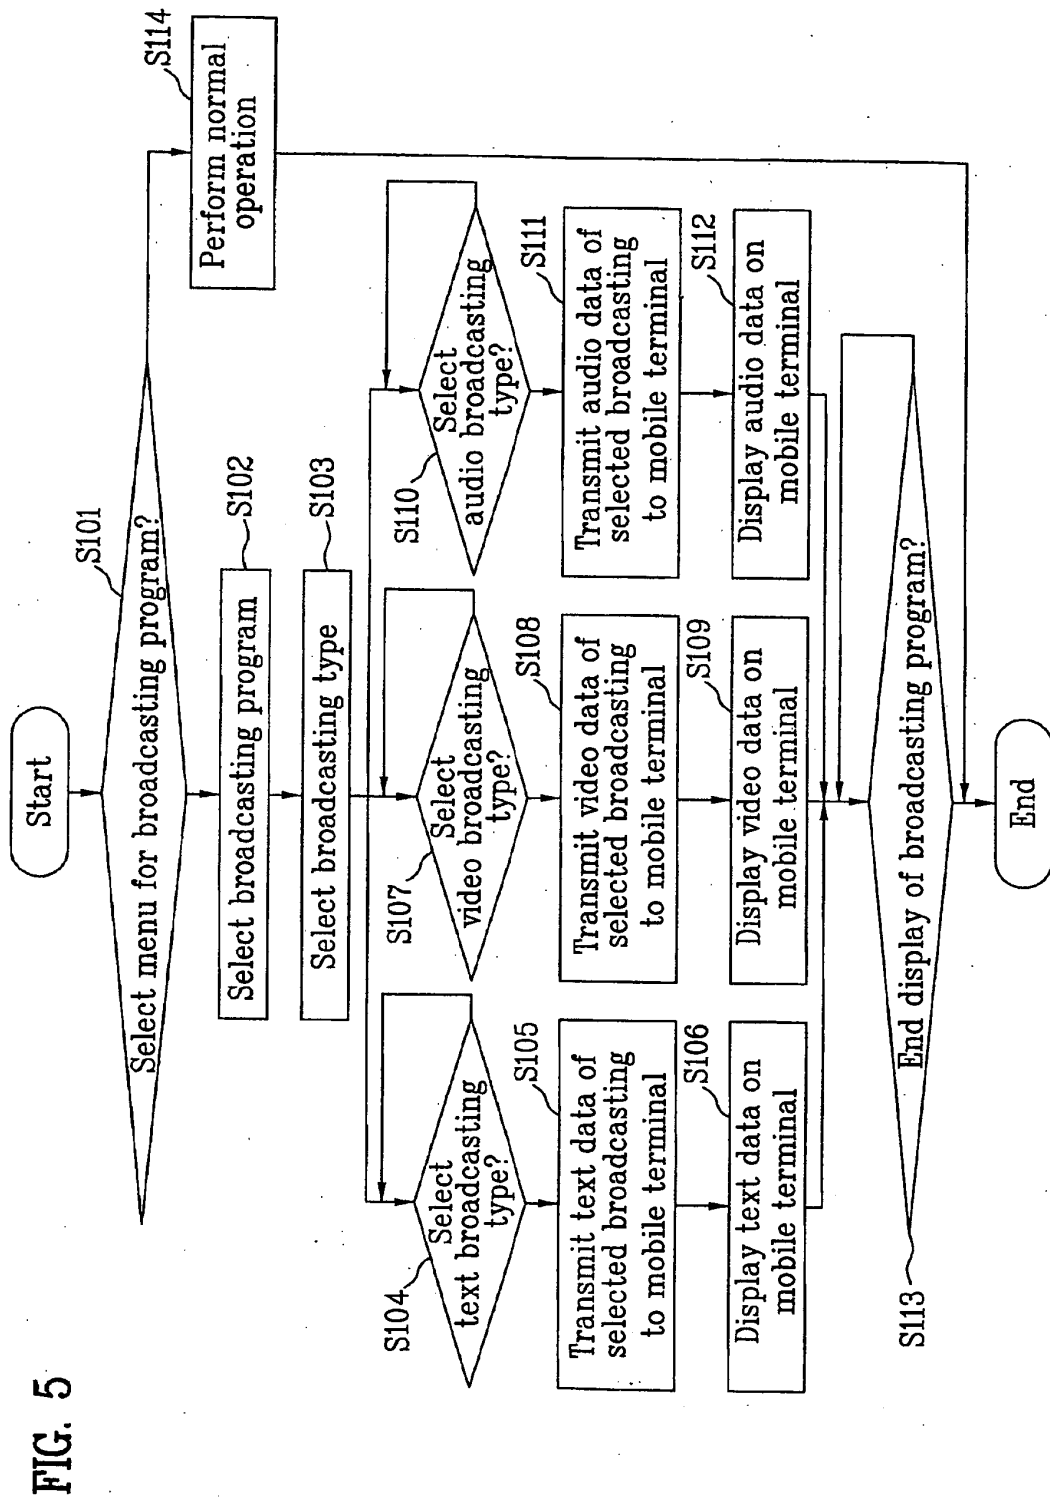 FIG. 5
Start
S101
Select menu for broadcasting program?
S114
Perform normal
operation
S102
Select broadcasting program
S103
Select broadcasting type
S104
Select
text broadcasting
type?
S107
Select
video broadcasting
type?
S110
Select
audio broadcasting
type?
S105
Transmit text data of
selected broadcasting
to mobile terminal
S108
Transmit video data of
selected broadcasting
to mobile terminal
S111
Transmit audio data of
selected broadcasting
to mobile terminal
S106
Display text data on
mobile terminal
S109
Display video data on
mobile terminal
S112
Display audio data on
mobile terminal
S113
End display of broadcasting program?
End